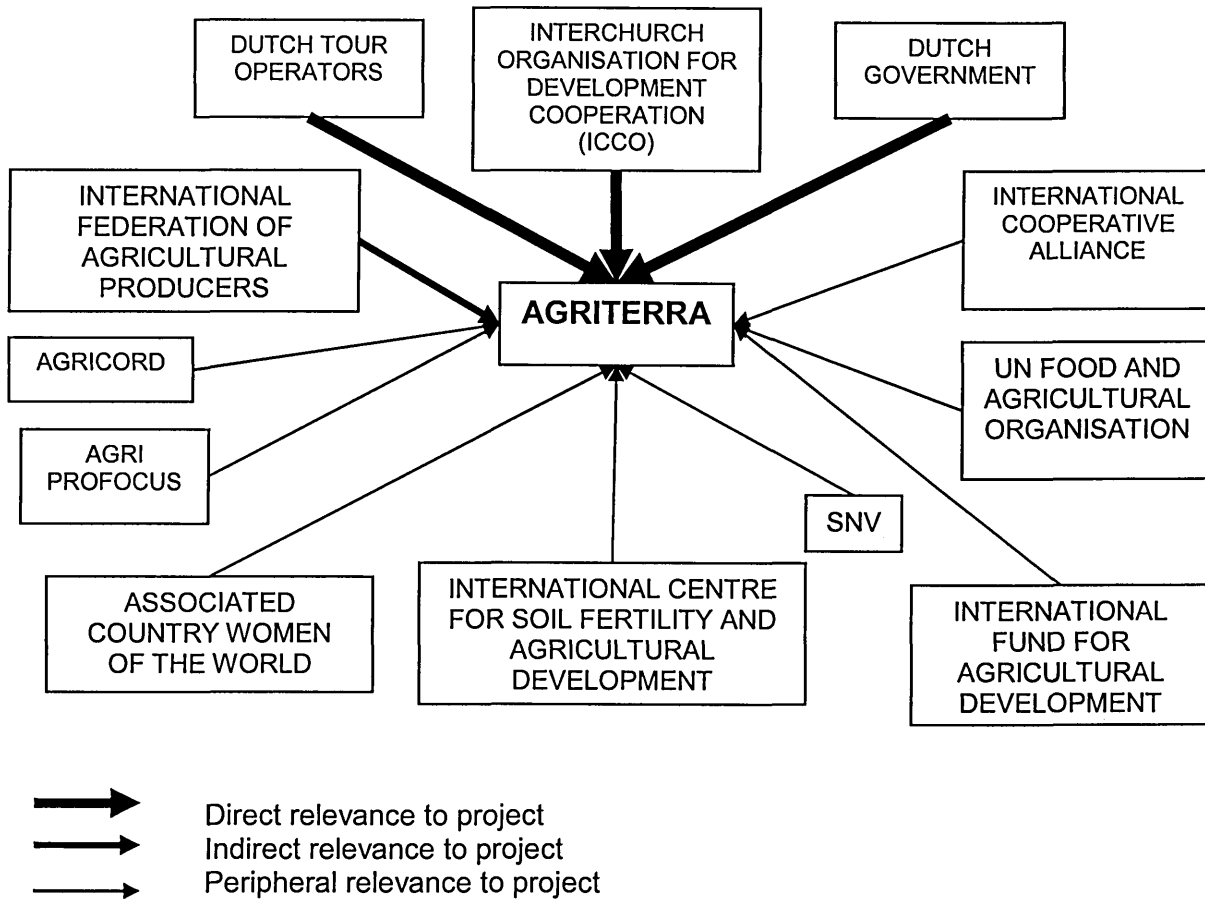 DUTCH TOUR
OPERATORS
INTERCHURCH
ORGANISATION FOR
DEVELOPMENT
COOPERATION
(ICCO)
DUTCH
GOVERNMENT
INTERNATIONAL
FEDERATION OF
AGRICULTURAL
PRODUCERS
INTERNATIONAL
COOPERATIVE
ALLIANCE
AGRITERRA
AGRICORD
UN FOOD AND
AGRICULTURAL
ORGANISATION
AGRI
PROFOCUS
SNV
ASSOCIATED
COUNTRY WOMEN
OF THE WORLD
INTERNATIONAL CENTRE
FOR SOIL FERTILITY AND
AGRICULTURAL
DEVELOPMENT
INTERNATIONAL
FUND FOR
AGRICULTURAL
DEVELOPMENT
Direct relevance to project
Indirect relevance to project
Peripheral relevance to project